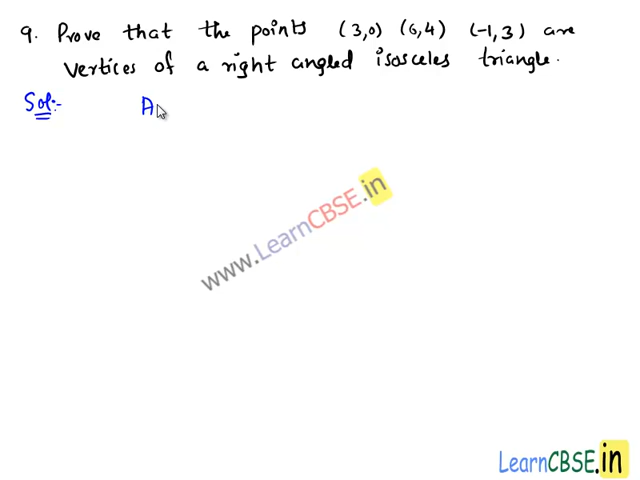 9. Prove that the points (3,0) (6,4) (-1,3) are
vertices of a right angled isosceles triangle.
Sol:-
A
www.LearnCBSE.in
LearnCBSE.in